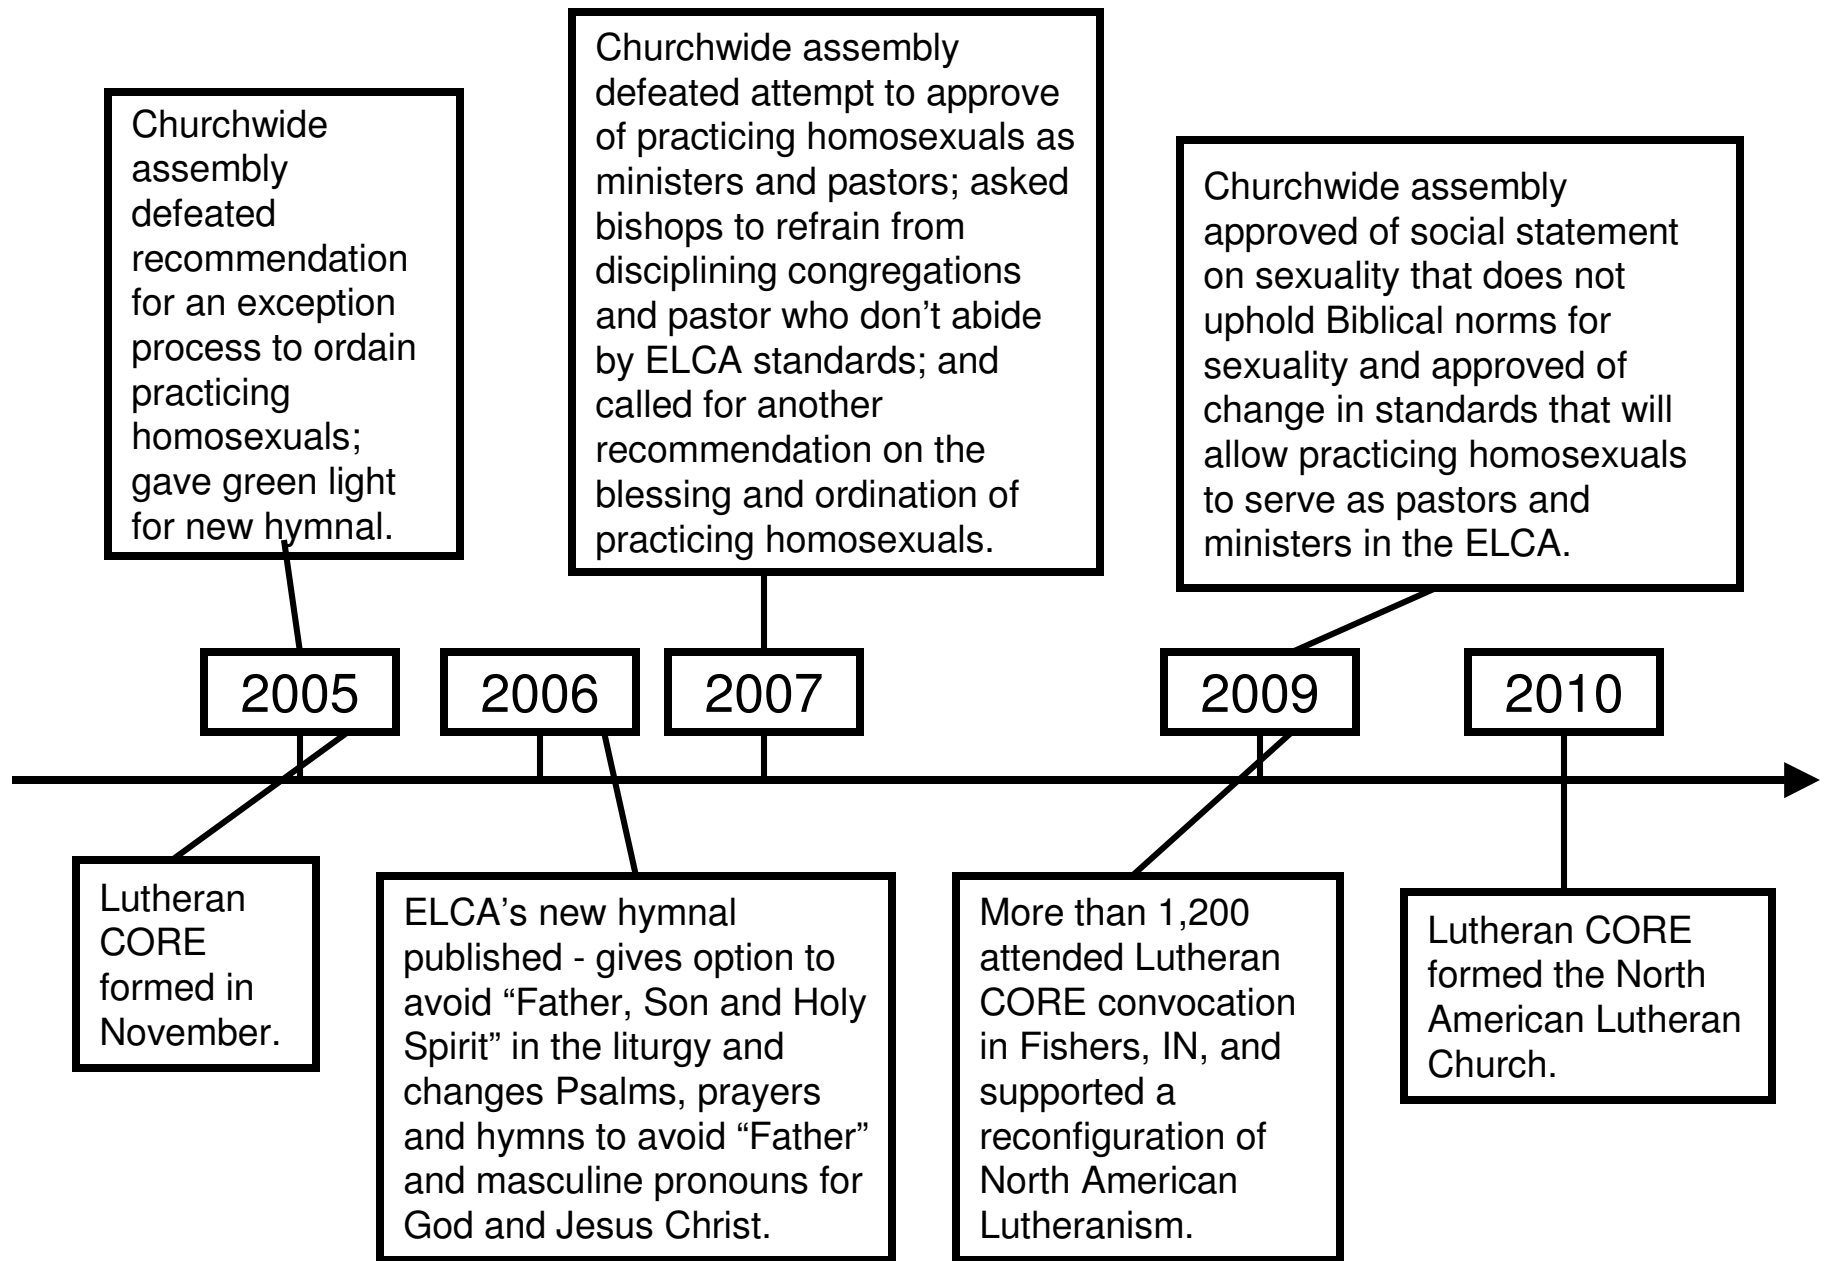 Churchwide
assembly
defeated
recommendation
for an exception
process to ordain
practicing
homosexuals;
gave green light
for new hymnal.
Churchwide assembly
defeated attempt to approve
of practicing homosexuals as
ministers and pastors; asked
bishops to refrain from
disciplining congregations
and pastor who don’t abide
by ELCA standards; and
called for another
recommendation on the
blessing and ordination of
practicing homosexuals.
Churchwide assembly
approved of social statement
on sexuality that does not
uphold Biblical norms for
sexuality and approved of
change in standards that will
allow practicing homosexuals
to serve as pastors and
ministers in the ELCA.
2005
2006
2007
2009
2010
Lutheran
CORE
formed in
November.
ELCA’s new hymnal
published - gives option to
avoid “Father, Son and Holy
Spirit” in the liturgy and
changes Psalms, prayers
and hymns to avoid “Father”
and masculine pronouns for
God and Jesus Christ.
More than 1,200
attended Lutheran
CORE convocation
in Fishers, IN, and
supported a
reconfiguration of
North American
Lutheranism.
Lutheran CORE
formed the North
American Lutheran
Church.